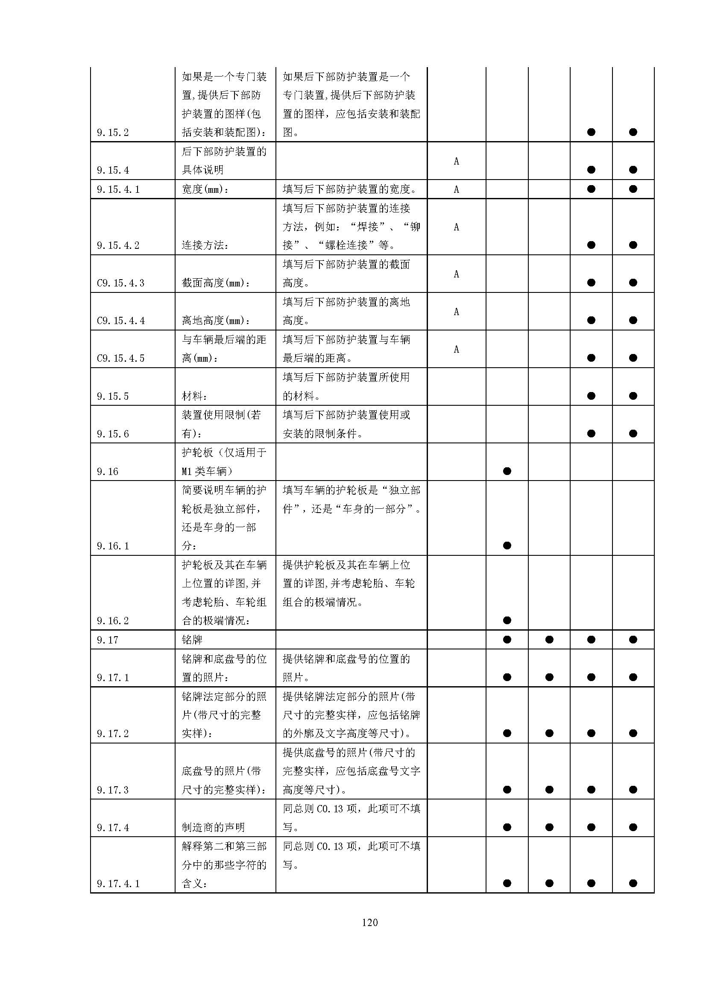 如果是一个专门装 如果后下部防护装置是一个
置,提供后下部防 专门装置,提供后下部防护装
护装置的图样(包 置的图样，应包括安装和装配
9.15.2 括安装和装配图)： 图。 ● ●
后下部防护装置的
A
9.15.4 具体说明 ● ●
9.15.4.1 宽度(mm)： 填写后下部防护装置的宽度。 A ● ●
填写后下部防护装置的连接
方法，例如：“焊接”、“铆 A
9.15.4.2 连接方法： 接”、“螺栓连接”等。 ● ●
填写后下部防护装置的截面
A
C9.15.4.3 截面高度(mm)： 高度。 ● ●
填写后下部防护装置的离地
A
C9.15.4.4 离地高度(mm)： 高度。 ● ●
与车辆最后端的距 填写后下部防护装置与车辆
A
C9.15.4.5 离(mm)： 最后端的距离。 ● ●
填写后下部防护装置所使用
9.15.5 材料： 的材料。 ● ●
装置使用限制(若 填写后下部防护装置使用或
9.15.6 有)： 安装的限制条件。 ● ●
护轮板（仅适用于
9.16 M1类车辆） ●
简要说明车辆的护 填写车辆的护轮板是“独立部
轮板是独立部件， 件”，还是“车身的一部分”。
还是车身的一部
9.16.1 分： ●
护轮板及其在车辆 提供护轮板及其在车辆上位
上位置的详图,并 置的详图,并考虑轮胎、车轮
考虑轮胎、车轮组 组合的极端情况。
9.16.2 合的极端情况： ●
9.17 铭牌 ● ● ● ●
铭牌和底盘号的位 提供铭牌和底盘号的位置的
9.17.1 置的照片： 照片。 ● ● ● ●
铭牌法定部分的照 提供铭牌法定部分的照片(带
片(带尺寸的完整 尺寸的完整实样，应包括铭牌
9.17.2 实样)： 的外廓及文字高度等尺寸)。 ● ● ● ●
提供底盘号的照片(带尺寸的
底盘号的照片(带 完整实样，应包括底盘号文字
9.17.3 尺寸的完整实样)： 高度等尺寸)。 ● ● ● ●
同总则C0.13项，此项可不填
9.17.4 制造商的声明 写。 ● ● ● ●
解释第二和第三部 同总则C0.13项，此项可不填
分中的那些字符的 写。
9.17.4.1 含义： ● ● ● ●
120